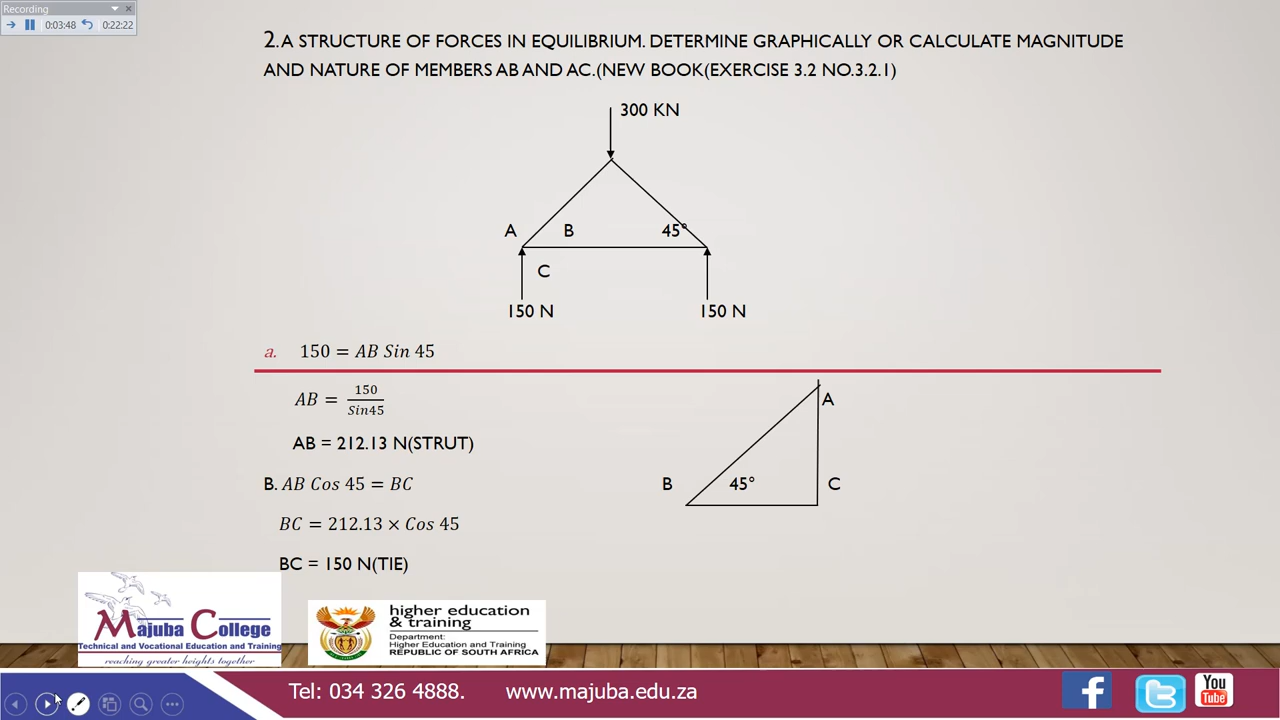 Recording
0:03:48 0:22:22
2. A STRUCTURE OF FORCES IN EQUILIBRIUM. DETERMINE GRAPHICALLY OR CALCULATE MAGNITUDE
AND NATURE OF MEMBERS AB AND AC.(NEW BOOK(EXERCISE 3.2 NO.3.2.1)
300 KN
A B 45°
C
150 N 150 N
a. 150 = AB Sin 45
AB = 150/Sin45
AB = 212.13 N(STRUT)
B. AB Cos 45 = BC
BC = 212.13 × Cos 45
BC = 150 N(TIE)
A
B 45° C
Majuba College
Technical and Vocational Education and Training
reaching greater heights together
higher education
& training
Department:
Higher Education and Training
REPUBLIC OF SOUTH AFRICA
Tel: 034 326 4888. www.majuba.edu.za
You
Tube